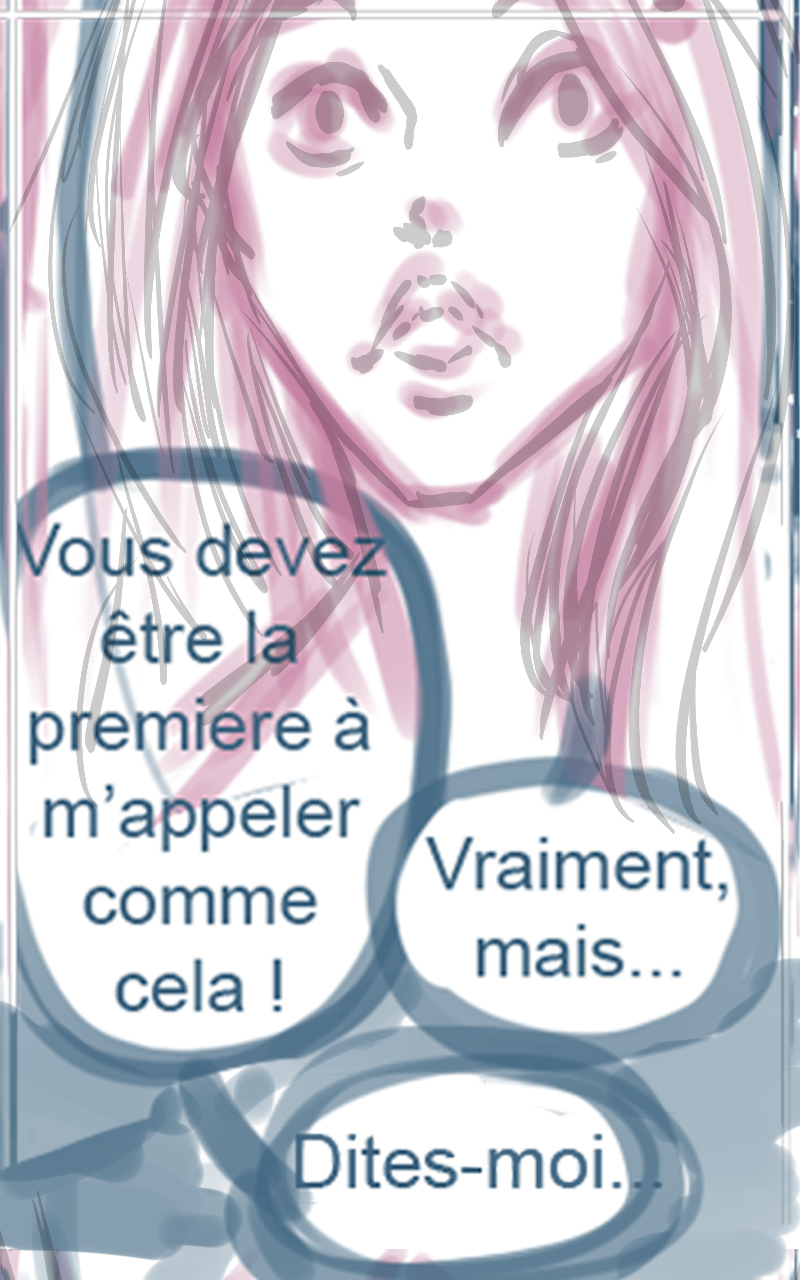 Vous devez
être la
premiere à
m’appeler
comme
cela !
Vraiment,
mais...
Dites-moi...